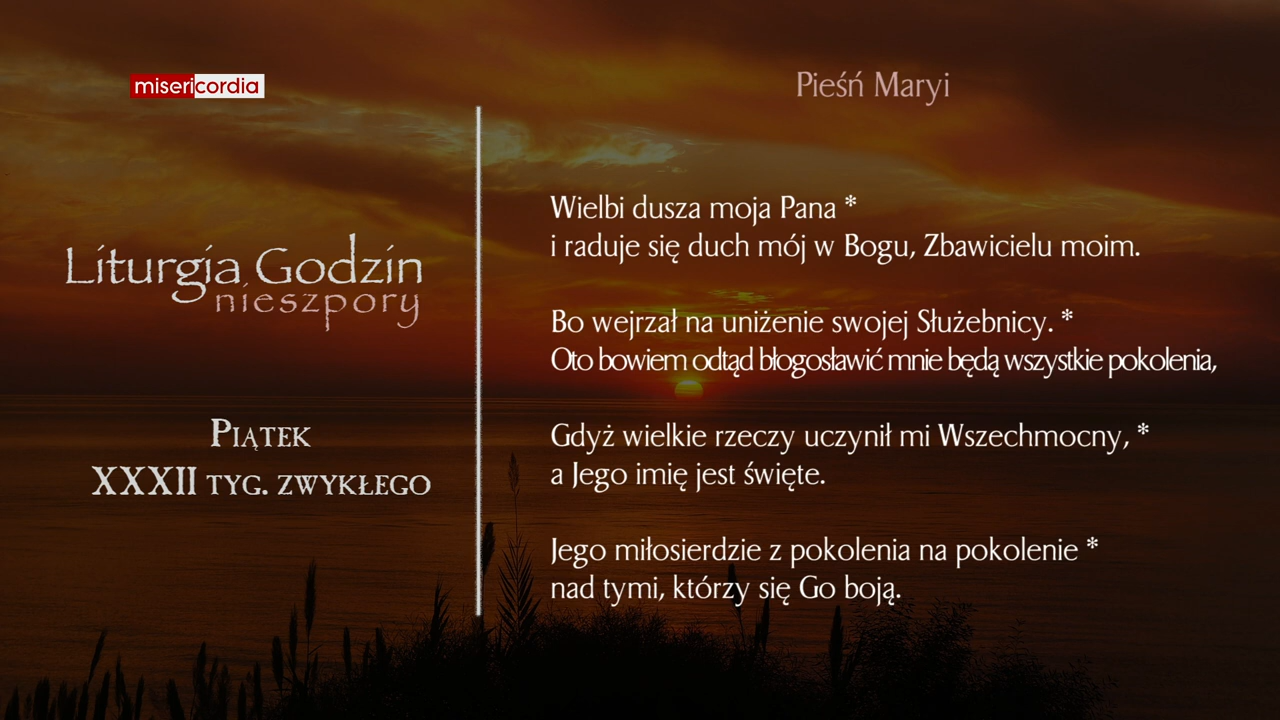 misericordia
Liturgia Godzin
nieszpory
Piątek
XXXII tyg. zwykłego
Pieśń Maryi
Wielbi dusza moja Pana *
i raduje się duch mój w Bogu, Zbawicielu moim.
Bo wejrzał na uniżenie swojej Służebnicy. *
Oto bowiem odtąd błogosławić mnie będą wszystkie pokolenia,
Gdyż wielkie rzeczy uczynił mi Wszechmocny, *
a Jego imię jest święte.
Jego miłosierdzie z pokolenia na pokolenie *
nad tymi, którzy się Go boją.